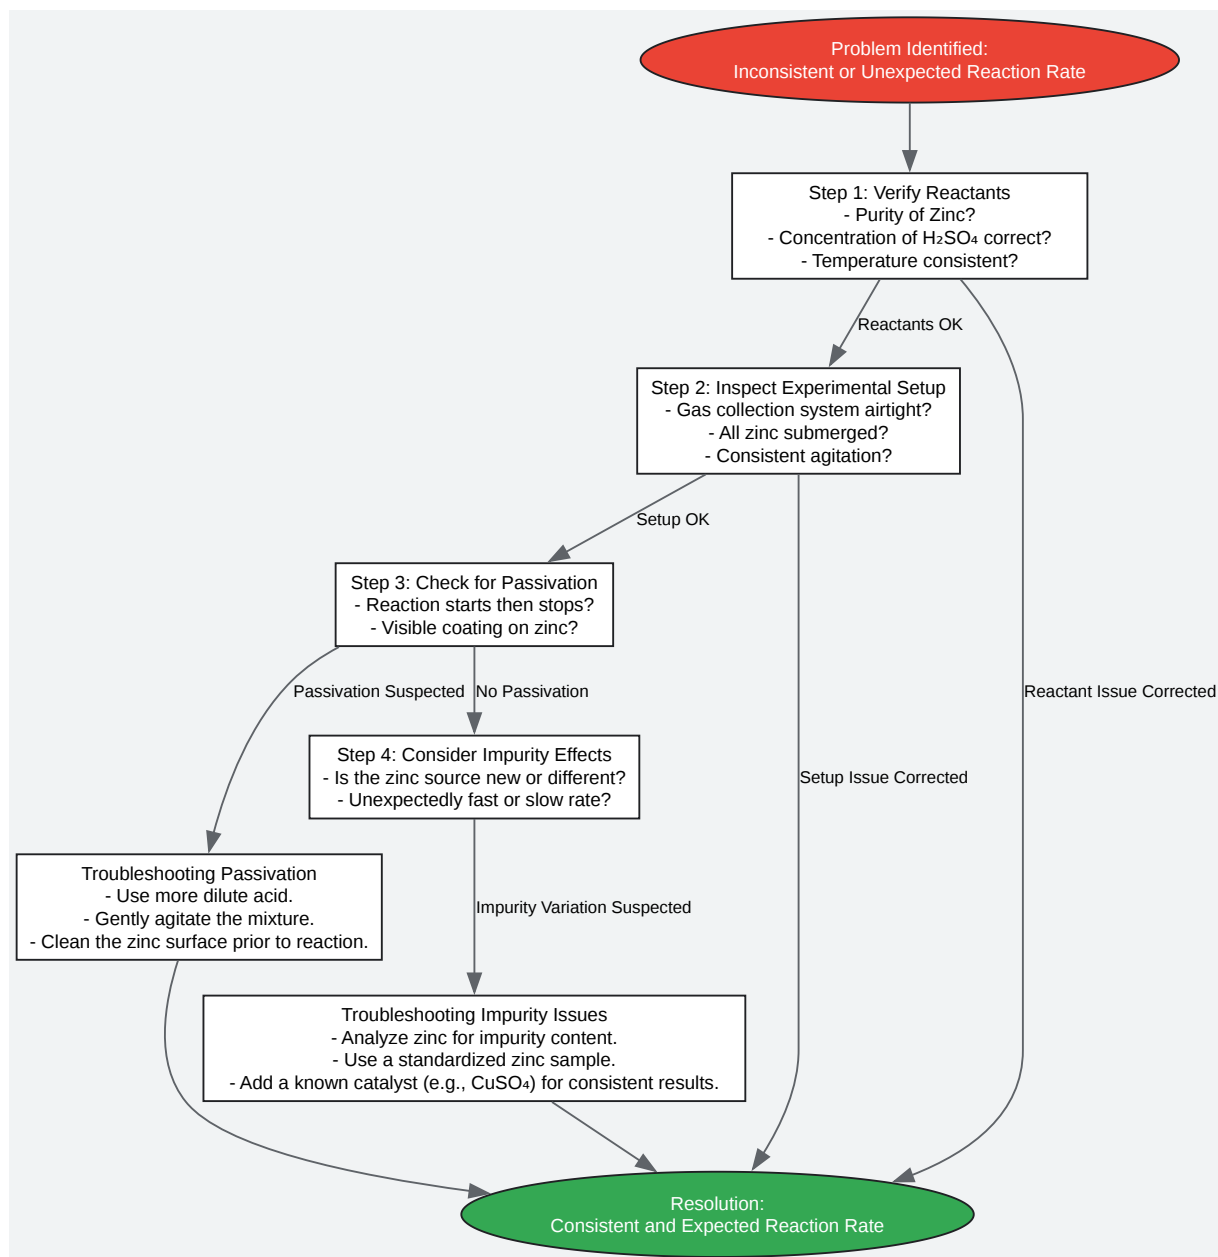 Problem Identified:
Inconsistent or Unexpected Reaction Rate
Step 1: Verify Reactants
- Purity of Zinc?
- Concentration of H₂SO₄ correct?
- Temperature consistent?
Reactants OK
Step 2: Inspect Experimental Setup
- Gas collection system airtight?
- All zinc submerged?
- Consistent agitation?
Setup OK
Step 3: Check for Passivation
- Reaction starts then stops?
- Visible coating on zinc?
Passivation Suspected
No Passivation
Reactant Issue Corrected
Step 4: Consider Impurity Effects
- Is the zinc source new or different?
- Unexpectedly fast or slow rate?
Setup Issue Corrected
Troubleshooting Passivation
- Use more dilute acid.
- Gently agitate the mixture.
- Clean the zinc surface prior to reaction.
Impurity Variation Suspected
Troubleshooting Impurity Issues
- Analyze zinc for impurity content.
- Use a standardized zinc sample.
- Add a known catalyst (e.g., CuSO₄) for consistent results.
Resolution:
Consistent and Expected Reaction Rate